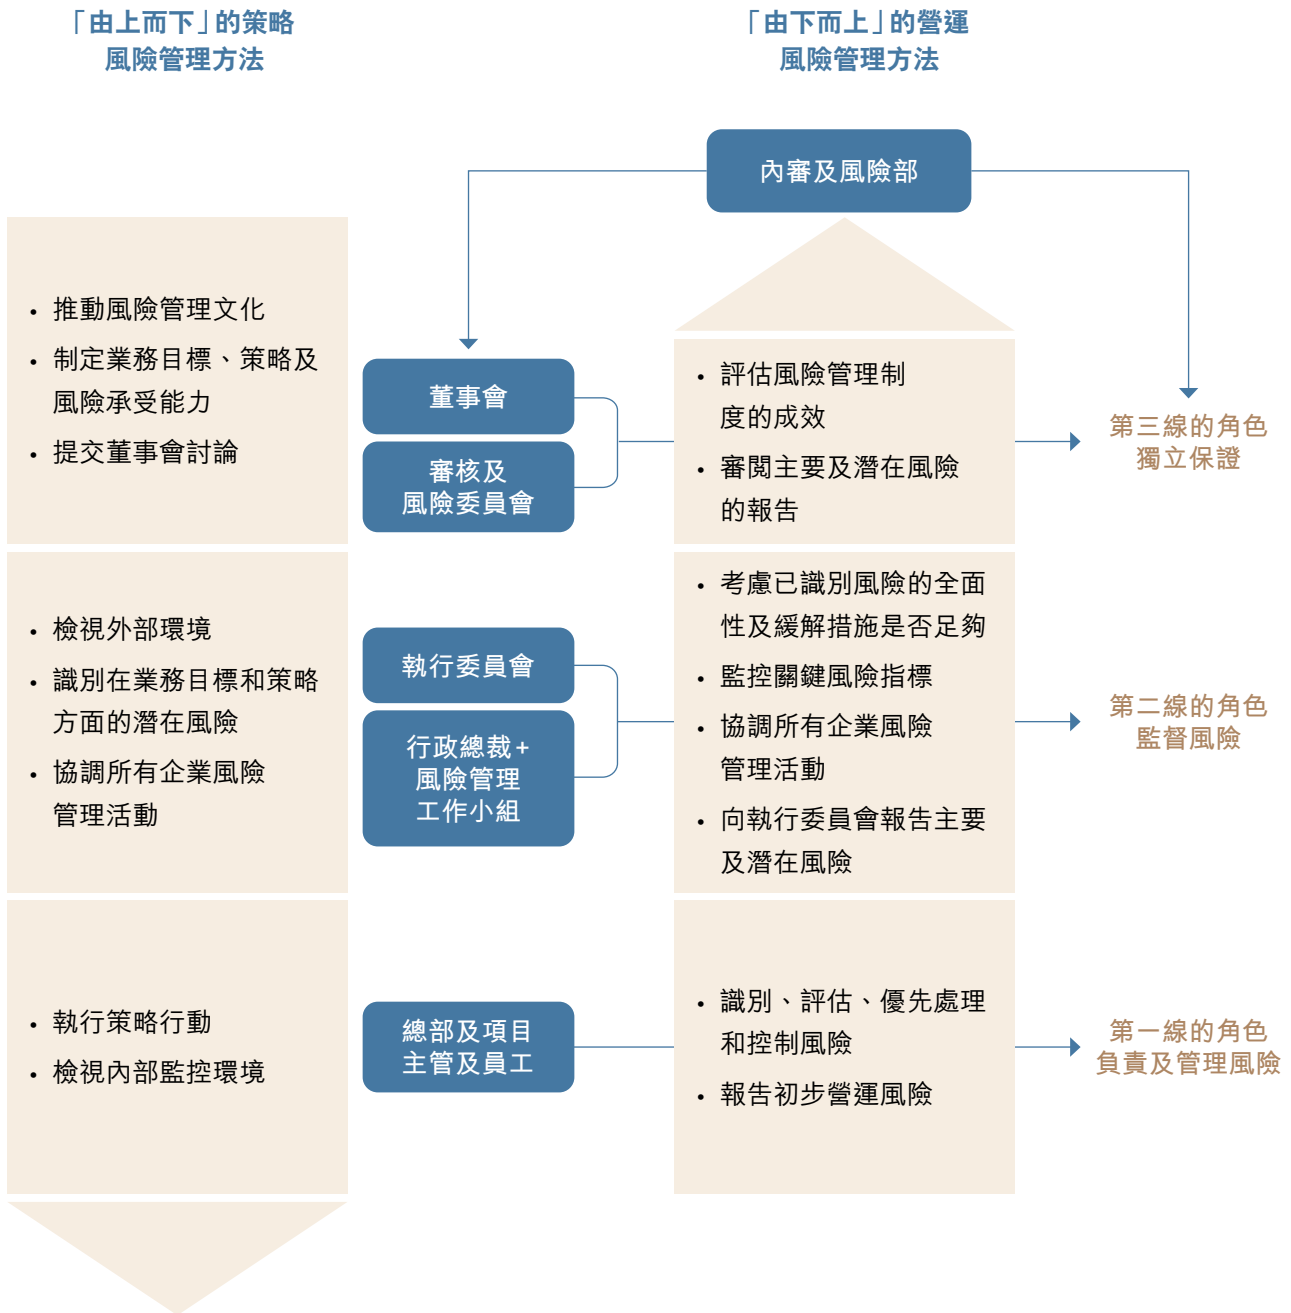 「由上而下」的策略
風險管理方法
「由下而上」的營運
風險管理方法
內審及風險部
• 推動風險管理文化
• 制定業務目標、策略及
風險承受能力
• 提交董事會討論
董事會
審核及
風險委員會
• 評估風險管理制
度的成效
• 審閱主要及潛在風險
的報告
第三線的角色
獨立保證
• 檢視外部環境
• 識別在業務目標和策略
方面的潛在風險
• 協調所有企業風險
管理活動
執行委員會
行政總裁+
風險管理
工作小組
• 考慮已識別風險的全面
性及緩解措施是否足夠
• 監控關鍵風險指標
• 協調所有企業風險
管理活動
• 向執行委員會報告主要
及潛在風險
第二線的角色
監督風險
• 執行策略行動
• 檢視內部監控環境
總部及項目
主管及員工
• 識別、評估、優先處理
和控制風險
• 報告初步營運風險
第一線的角色
負責及管理風險